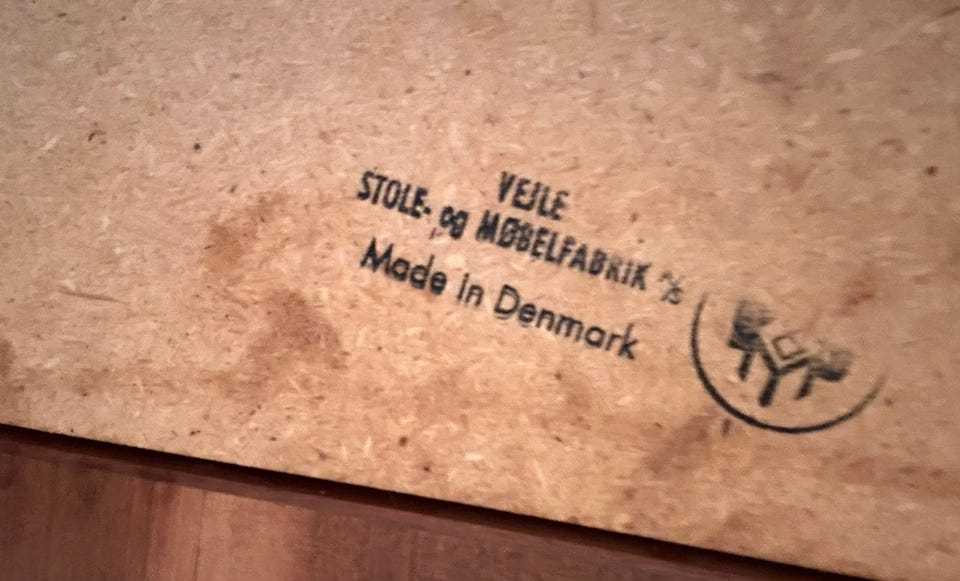 VEJLE
STOLE- og MØBELFABRIK A/S
Made in Denmark